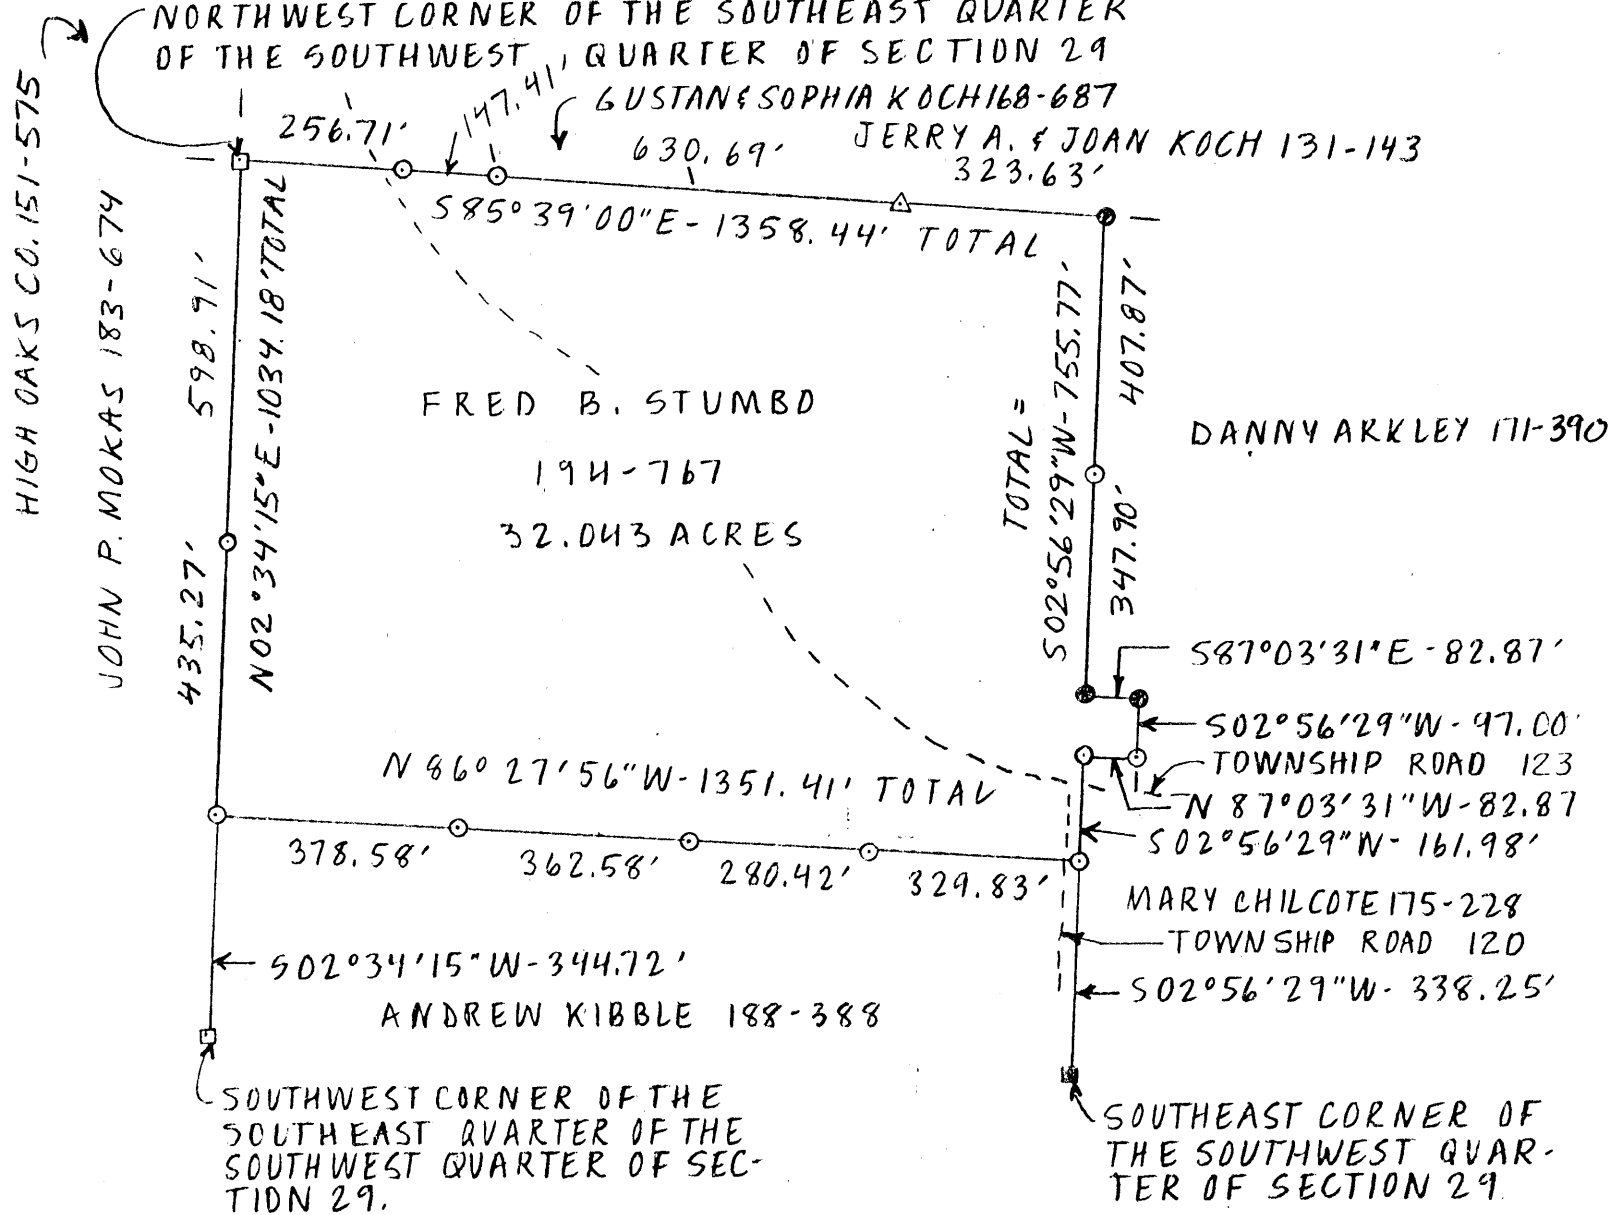 NORTHWEST CORNER OF THE SOUTHEAST QUARTER
OF THE SOUTHWEST QUARTER OF SECTION 29
HIGH OAKS CO. 151-575
JOHN P. MOKAS 183-674
256.71'
147.41'
GUSTAN & SOPHIA KOCH 168-687
630.69'
JERRY A. & JOAN KOCH 131-143
323.63'
S85°39'00"E-1358.44' TOTAL
598.91'
435.27'
N02°34'15"E-1034.18' TOTAL
FRED B. STUMBO
194-767
32.043 ACRES
TOTAL =
S02°56'29"W-755.77'
407.87'
347.90'
DANNY ARKLEY 171-390
S87°03'31"E-82.87'
S02°56'29"W-97.00'
TOWNSHIP ROAD 123
N 87°03'31"W-82.87
S02°56'29"W-161.98'
N 86° 27'56"W-1351.41' TOTAL
378.58'
362.58'
280.42'
329.83'
MARY CHILCOTE 175-228
TOWNSHIP ROAD 120
S02°56'29"W-338.25'
S02°34'15"W-344.72'
ANDREW KIBBLE 188-388
SOUTHWEST CORNER OF THE
SOUTHEAST QUARTER OF THE
SOUTHWEST QUARTER OF SEC-
TION 29.
SOUTHEAST CORNER OF
THE SOUTHWEST QUAR-
TER OF SECTION 29